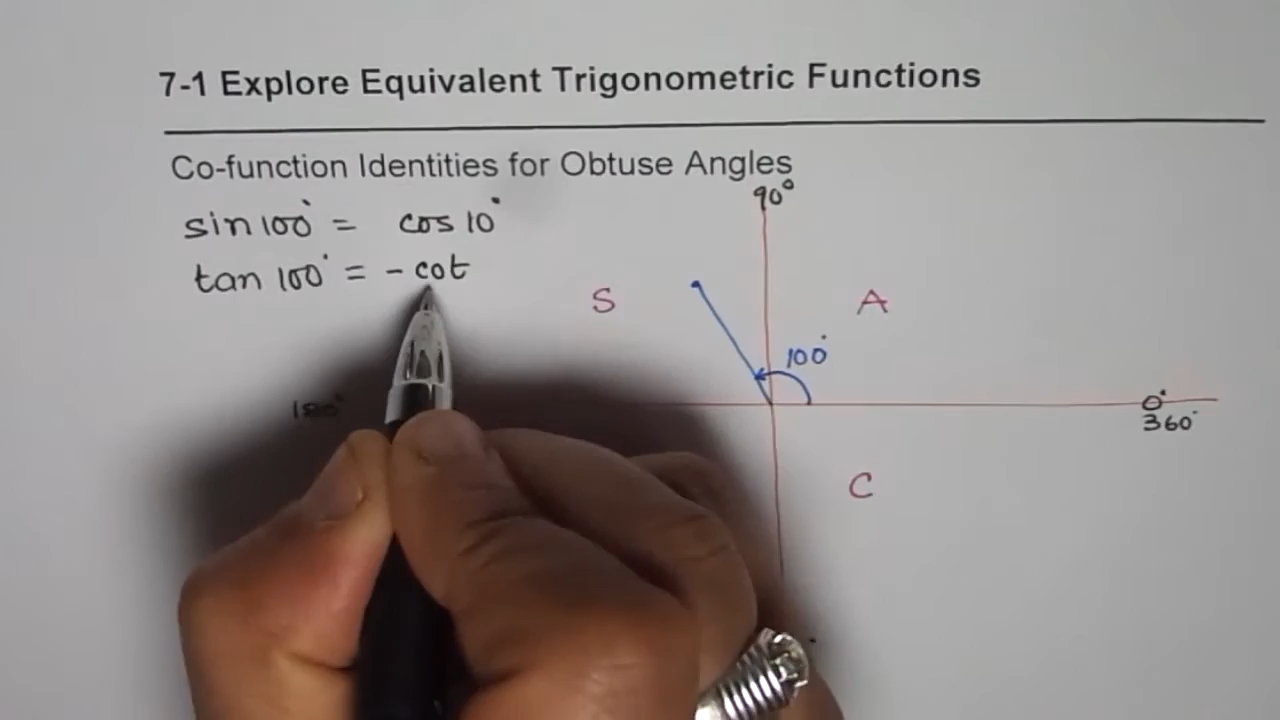 7-1 Explore Equivalent Trigonometric Functions
Co-function Identities for Obtuse Angles
90°
sin 100° = cos 10°
tan 100° = - cot
S
A
100°
180°
0°
360°
C